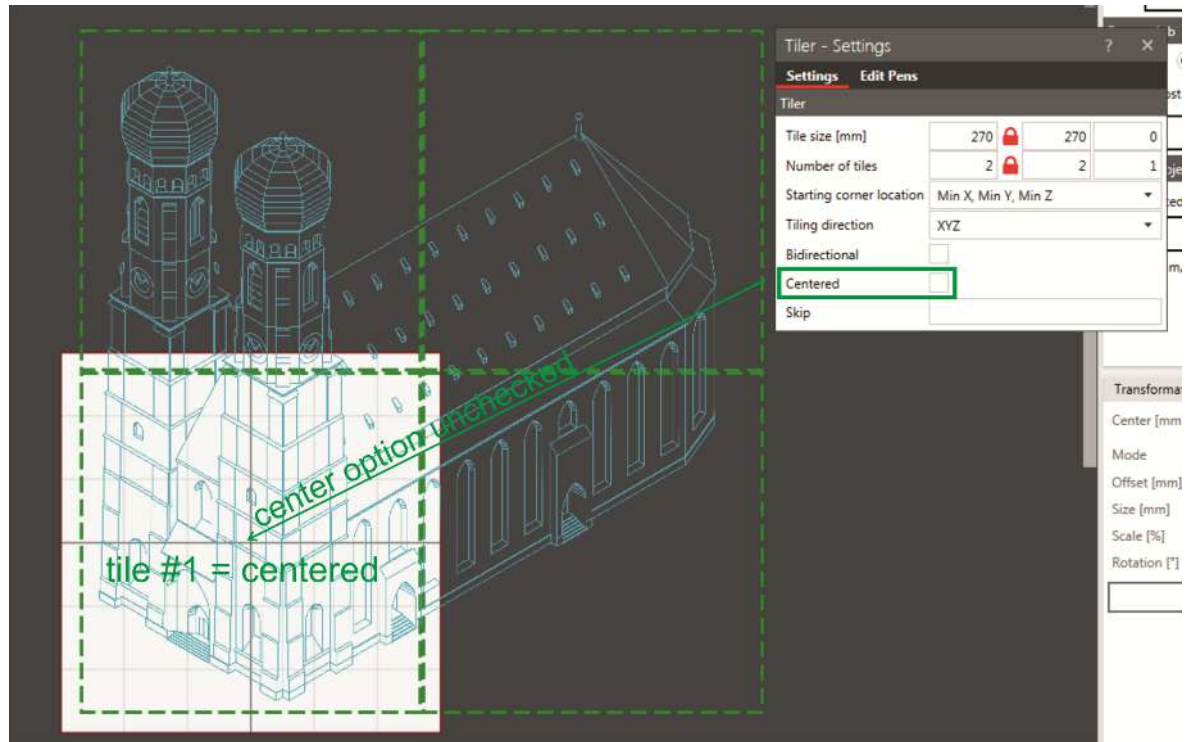 Tiler - Settings ? ×
Settings Edit Pens
Tiler
Tile size [mm] 270 270 0
Number of tiles 2 2 1
Starting corner location Min X, Min Y, Min Z
Tiling direction XYZ
Bidirectional
Centered
Skip
center option unchecked
tile #1 = centered
Transforma
Center [mm
Mode
Offset [mm]
Size [mm]
Scale [%]
Rotation [°]